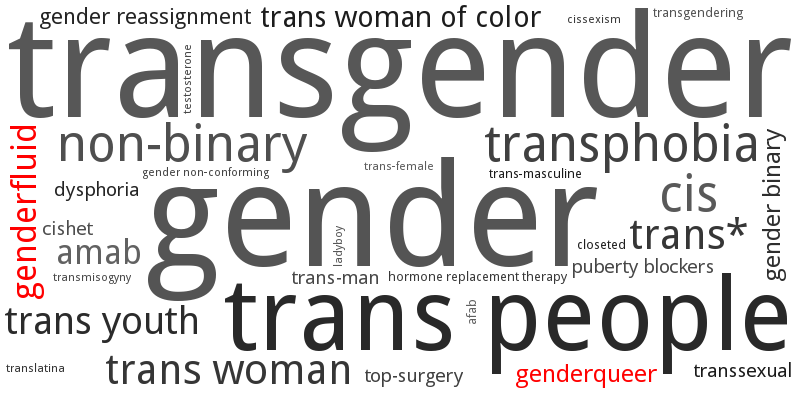 gender reassignment
trans woman of color
cissexism
transgendering
transgender
testosterone
genderfluid
non-binary
transphobia
gender binary
gender non-conforming
trans-female
trans-masculine
dysphoria
gender
cis
cishet
ladyboy
closeted
trans*
amab
transmisogyny
trans-man
hormone replacement therapy
puberty blockers
trans people
afab
trans youth
translatina
trans woman
top-surgery
genderqueer
transsexual